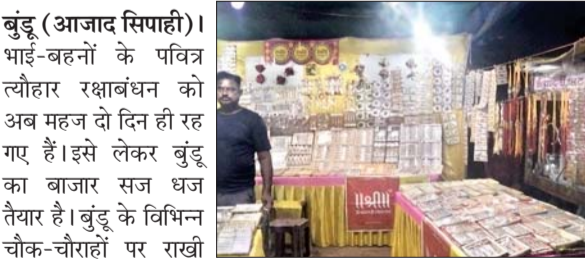 बुंडू (आजाद सिपाही)।
भाई-बहनों के पवित्र
त्यौहार रक्षाबंधन को
अब महज दो दिन ही रह
गए हैं।इसे लेकर बुंडू
का बाजार सज धज
तैयार है।बुंडू के विभिन्न
चौक-चौराहों पर राखी
॥श्री॥